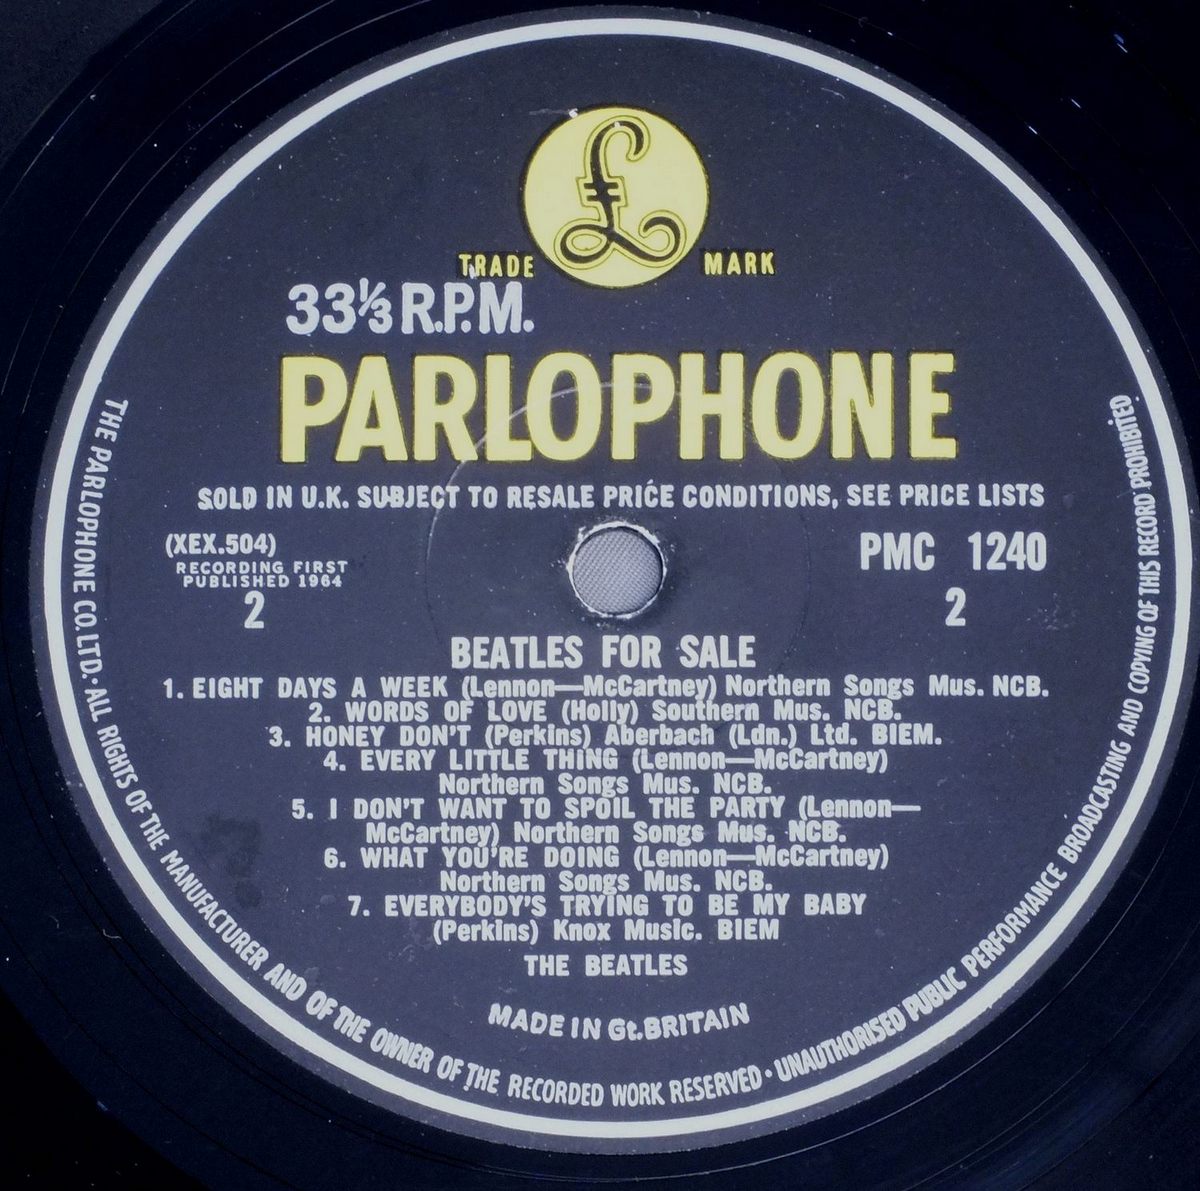 £
TRADE MARK
33⅓ R.P.M.
PARLOPHONE
SOLD IN U.K. SUBJECT TO RESALE PRICE CONDITIONS, SEE PRICE LISTS
(XEX.504)
RECORDING FIRST
PUBLISHED 1964
2
PMC 1240
2
BEATLES FOR SALE
1. EIGHT DAYS A WEEK (Lennon—McCartney) Northern Songs Mus. NCB.
2. WORDS OF LOVE (Holly) Southern Mus. NCB.
3. HONEY DON'T (Perkins) Aberbach (Ldn.) Ltd. BIEM.
4. EVERY LITTLE THING (Lennon—McCartney)
Northern Songs Mus. NCB.
5. I DON'T WANT TO SPOIL THE PARTY (Lennon—
McCartney) Northern Songs Mus. NCB.
6. WHAT YOU'RE DOING (Lennon—McCartney)
Northern Songs Mus. NCB.
7. EVERYBODY'S TRYING TO BE MY BABY
(Perkins) Knox Music. BIEM
THE BEATLES
MADE IN Gt. BRITAIN
THE PARLOPHONE CO. LTD. · ALL RIGHTS OF THE MANUFACTURER AND OF THE OWNER OF THE RECORDED WORK RESERVED · UNAUTHORISED PUBLIC PERFORMANCE BROADCASTING AND COPYING OF THIS RECORD PROHIBITED